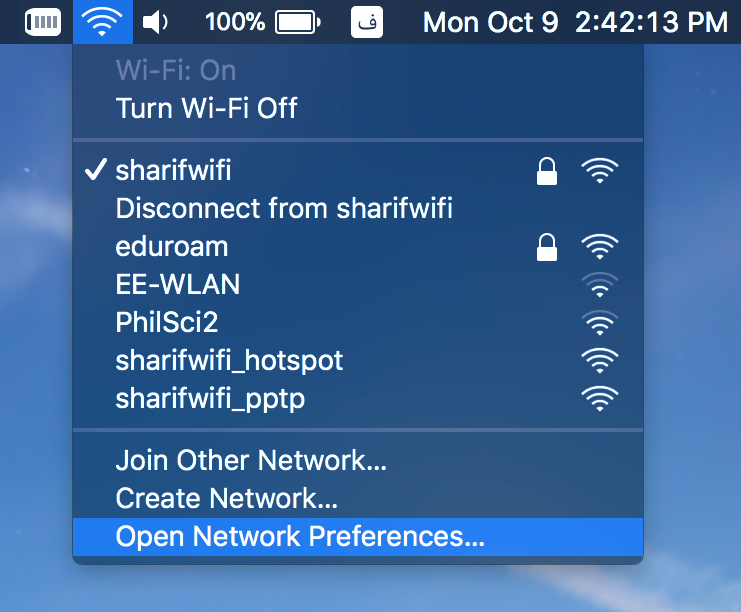 100% ف Mon Oct 9 2:42:13 PM
Wi-Fi: On
Turn Wi-Fi Off
✓ sharifwifi
Disconnect from sharifwifi
eduroam
EE-WLAN
PhilSci2
sharifwifi_hotspot
sharifwifi_pptp
Join Other Network...
Create Network...
Open Network Preferences...